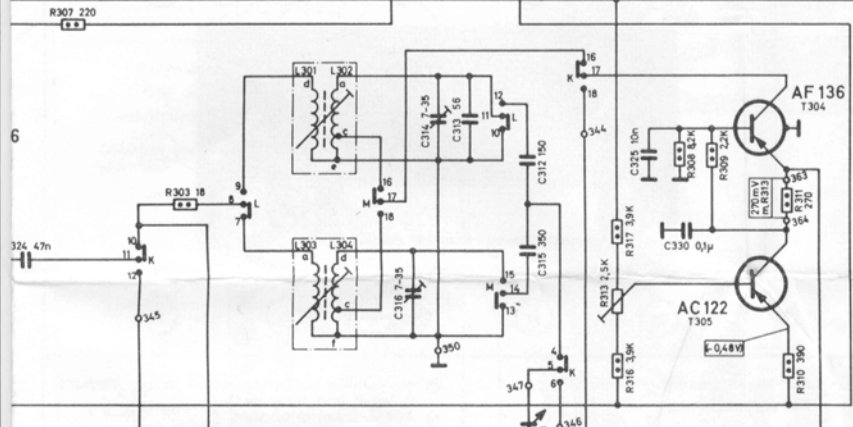 R307 220
16
17
K
18
344
L301
L302
d
a
c
e
C314 7-35
C313 56
12
11
L
10
C312 150
AF 136
T304
C325 10n
R308 8,2K
R309 2,2K
363
270mV
m.R313
R311
270
364
6
R303 18
9
8
L
7
16
17
M
18
324 47n
10
11
K
12
345
L303
L304
a
d
c
f
C316 7-35
350
15
M
14
13
C315 350
R317 3,9K
C330 0,1µ
R313 2,5K
AC 122
T305
(-0,48V)
R316 3,9K
R310 390
4
5
K
6
347
346